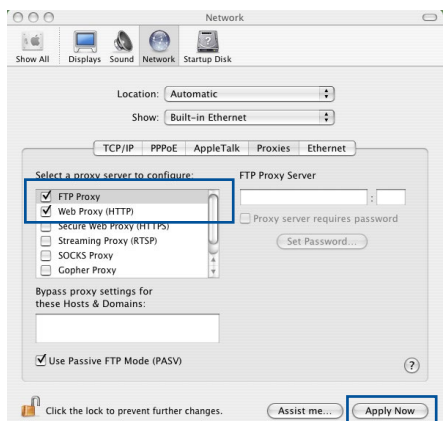 Network
Show All Displays Sound Network Startup Disk
Location: Automatic
Show: Built-in Ethernet
TCP/IP PPPoE AppleTalk Proxies Ethernet
Select a proxy server to configure: FTP Proxy Server
FTP Proxy
:
Web Proxy (HTTP)
Proxy server requires password
Secure Web Proxy (HTTPS)
Streaming Proxy (RTSP) Set Password...
SOCKS Proxy
Gopher Proxy
Bypass proxy settings for
these Hosts & Domains:
Use Passive FTP Mode (PASV) ?
Click the lock to prevent further changes. Assist me... Apply Now